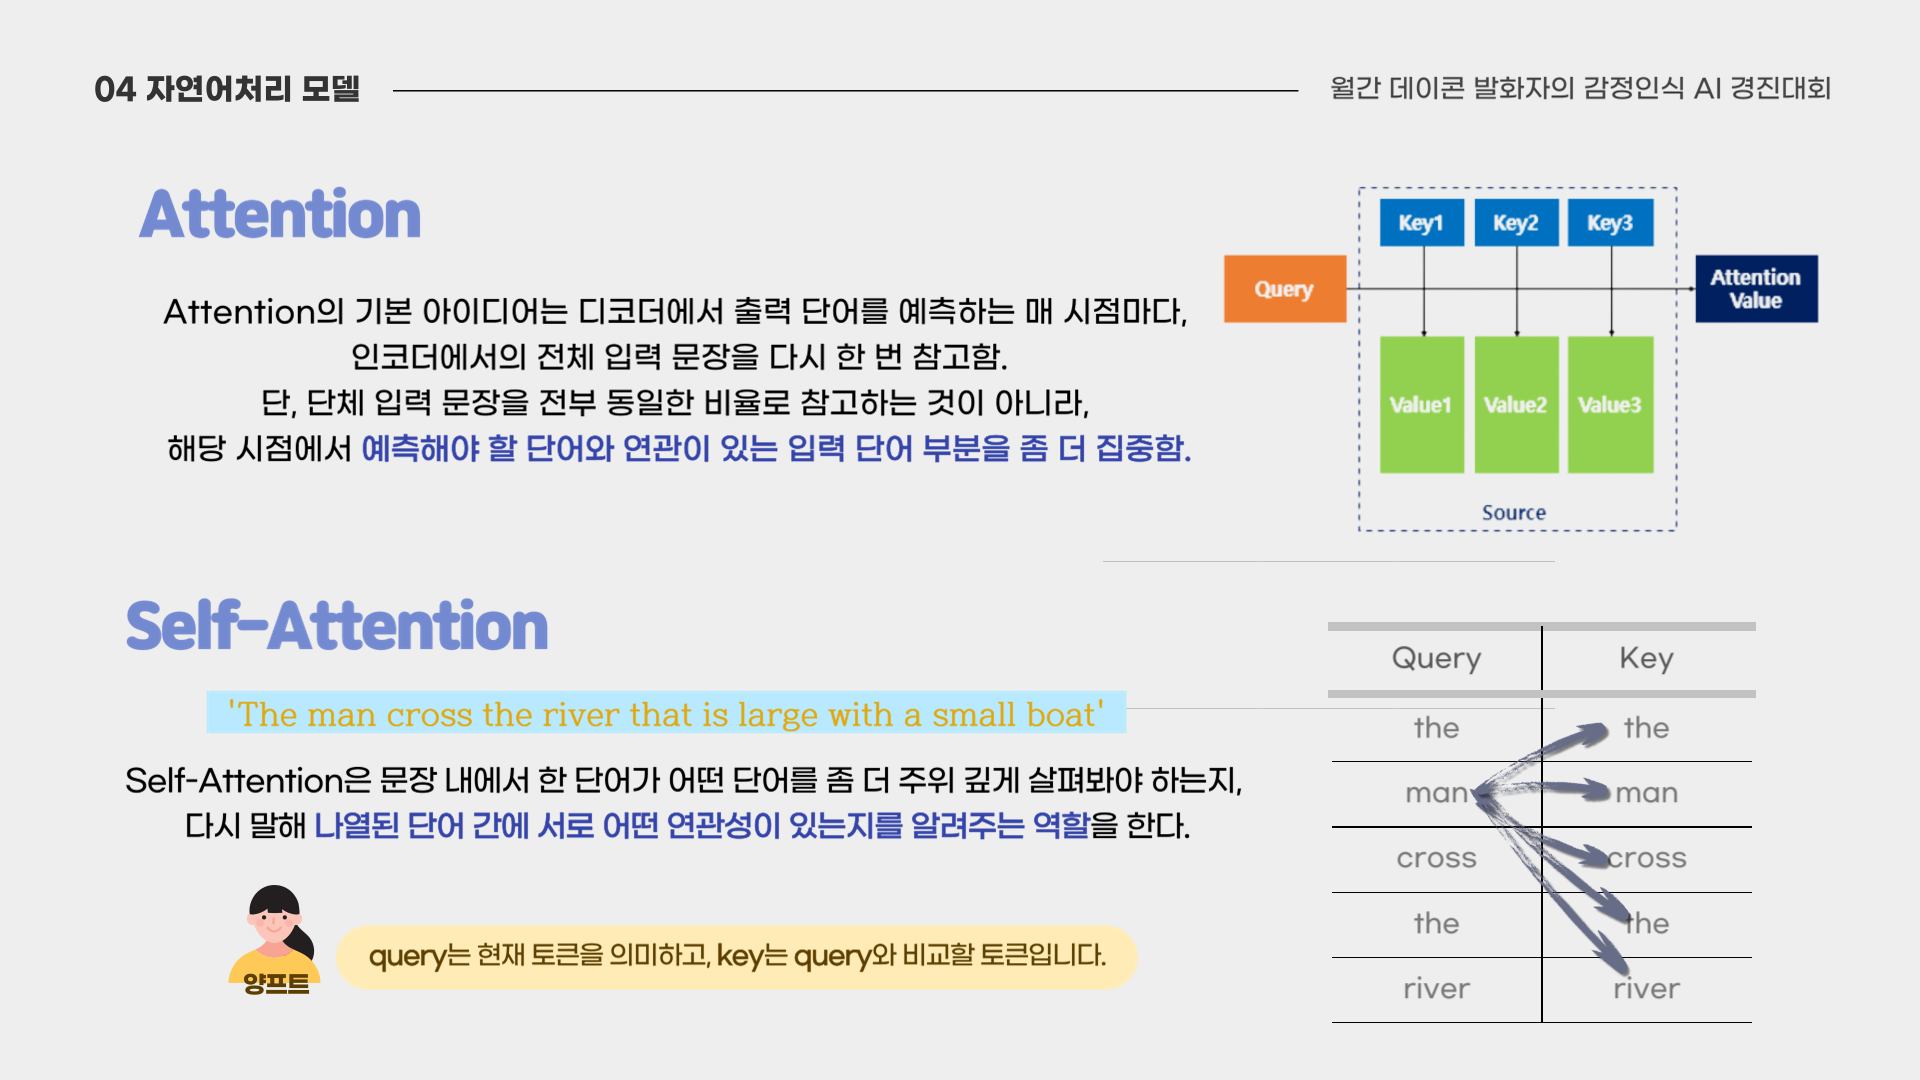 04 자연어처리 모델
월간 데이콘 발화자의 감정인식 AI 경진대회
Attention
Attention의 기본 아이디어는 디코더에서 출력 단어를 예측하는 매 시점마다,
인코더에서의 전체 입력 문장을 다시 한 번 참고함.
단, 단체 입력 문장을 전부 동일한 비율로 참고하는 것이 아니라,
해당 시점에서 예측해야 할 단어와 연관이 있는 입력 단어 부분을 좀 더 집중함.
Key1 Key2 Key3
Query
Attention
Value
Value1 Value2 Value3
Source
Self-Attention
'The man cross the river that is large with a small boat'
Self-Attention은 문장 내에서 한 단어가 어떤 단어를 좀 더 주위 깊게 살펴봐야 하는지,
다시 말해 나열된 단어 간에 서로 어떤 연관성이 있는지를 알려주는 역할을 한다.
양프트
query는 현재 토큰을 의미하고, key는 query와 비교할 토큰입니다.
Query Key
the the
man man
cross cross
the the
river river